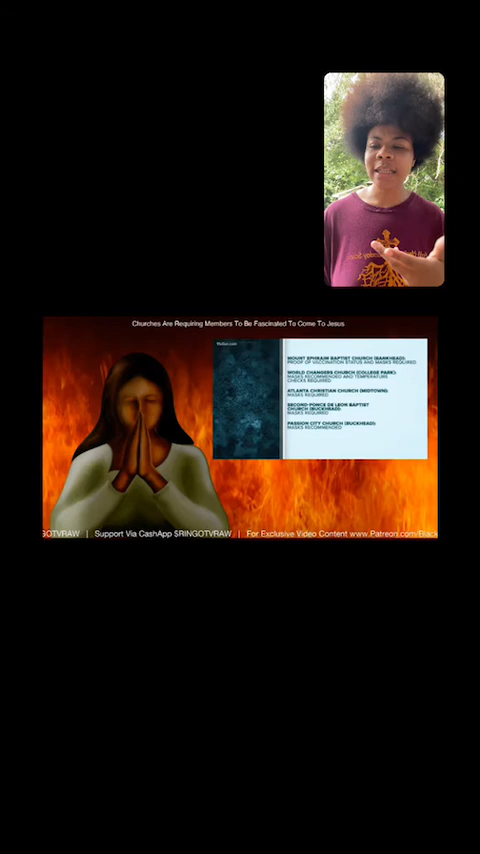 Churches Are Requiring Members To Be Fascinated To Come To Jesus
MOUNT EPHRAIM BAPTIST CHURCH (BANKHEAD):
PROOF OF VACCINATION STATUS AND MASKS REQUIRED
WORLD CHANGERS CHURCH (COLLEGE PARK):
MASKS RECOMMENDED AND TEMPERATURE
CHECKS REQUIRED
ATLANTA CHRISTIAN CHURCH (MIDTOWN):
MASKS REQUIRED
SECOND-PONCE DE LEON BAPTIST
CHURCH (BUCKHEAD):
MASKS REQUIRED
PASSION CITY CHURCH (BUCKHEAD):
MASKS RECOMMENDED
GOTVRAW | Support Via CashApp $RINGOTVRAW | For Exclusive Video Content www.Patreon.com/Black